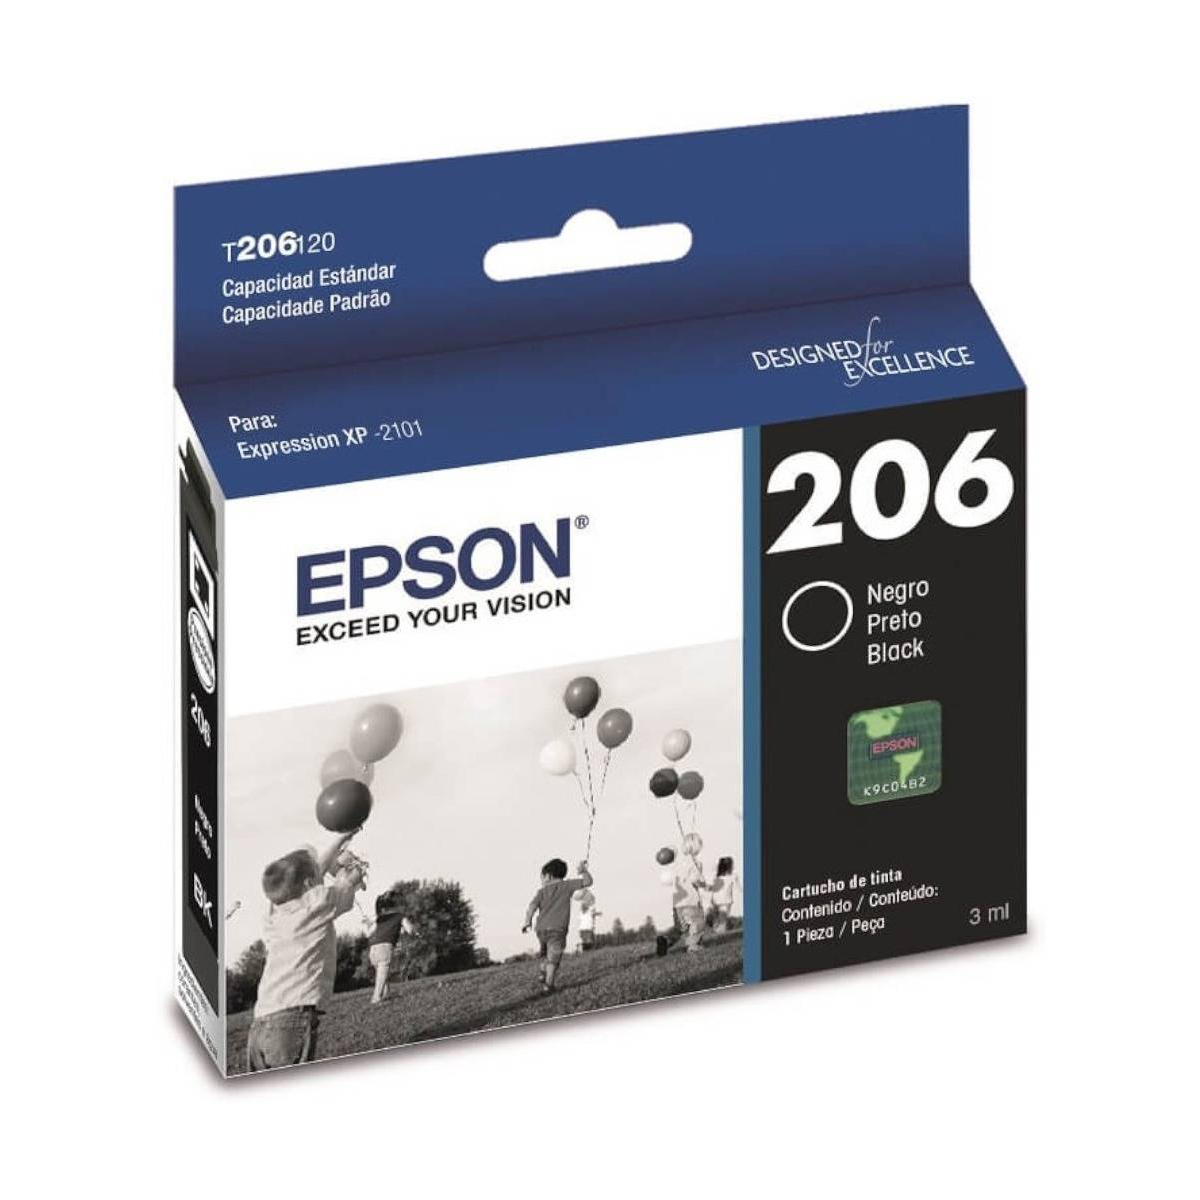 T206120
Capacidad Estándar
Capacidade Padrão
DESIGNED for
EXCELLENCE
Para:
Expression XP -2101
EPSON®
EXCEED YOUR VISION
206
Negro
Preto
Black
EPSON
K9C04B2
Cartucho de tinta
Contenido / Conteúdo:
1 Pieza / Peça
3 ml
206
Negro
Preto
BK